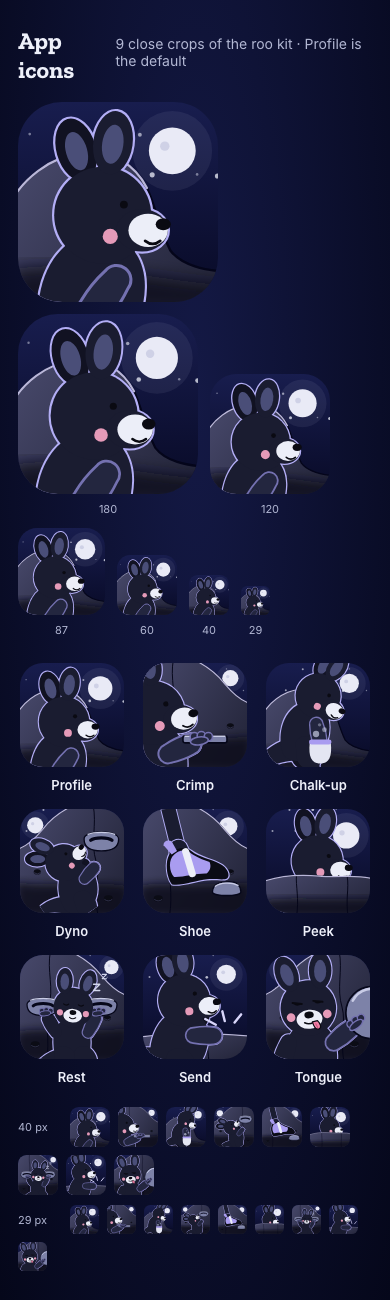 App
icons
9 close crops of the roo kit · Profile is
the default
180
120
87
60
40
29
Profile
Crimp
Chalk-up
Dyno
Shoe
Peek
z
z
Rest
Send
Tongue
40 px
29 px